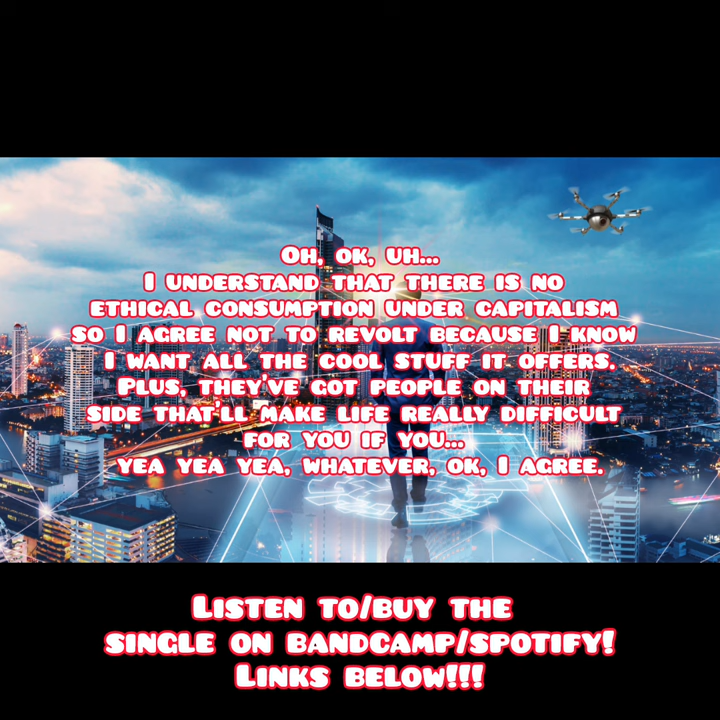 Oh, ok, uh...
I understand that there is no
ethical consumption under capitalism
so I agree not to revolt because I know
I want all the cool stuff it offers.
Plus, they've got people on their
side that'll make life really difficult
for you if you...
yea yea yea, whatever, ok, I agree.
Listen to/buy the
single on bandcamp/spotify!
Links below!!!